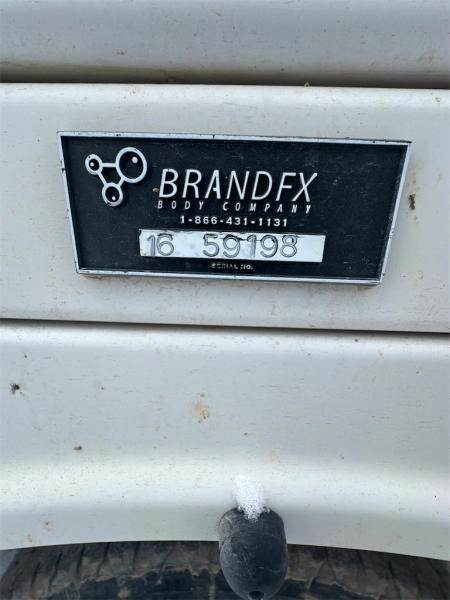 BRANDFX
BODY COMPANY
1-866-431-1131
16 59198
SERIAL NO.